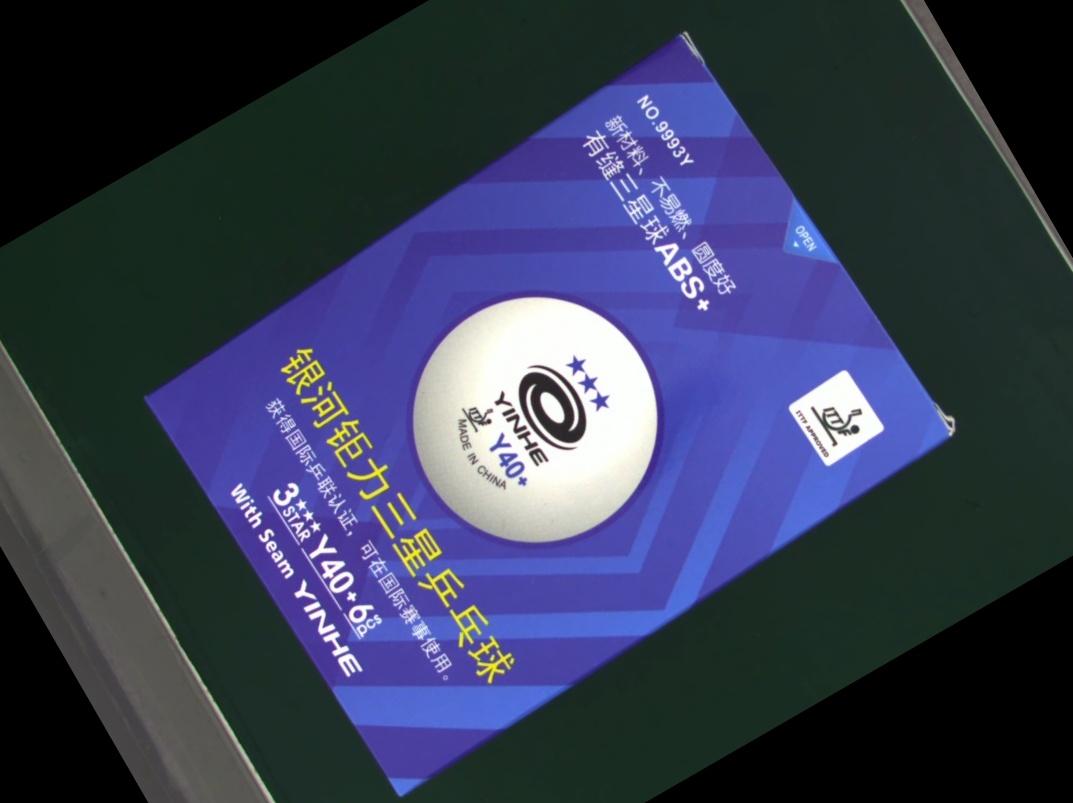 NO.9993Y
新材料、不易燃、圆度好
有缝三星球ABS+
OPEN
ITTF APPROVED
YINHE
ITTF Y40+
MADE IN CHINA
银河钜力三星乒乓球
获得国际乒联认证，可在国际赛事使用。
3 STAR Y40+ 6PCS
With Seam YINHE